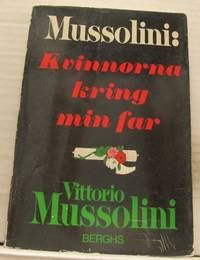 Mussolini:
Kvinnorna
kring
min far
Vittorio
Mussolini
BERGHS